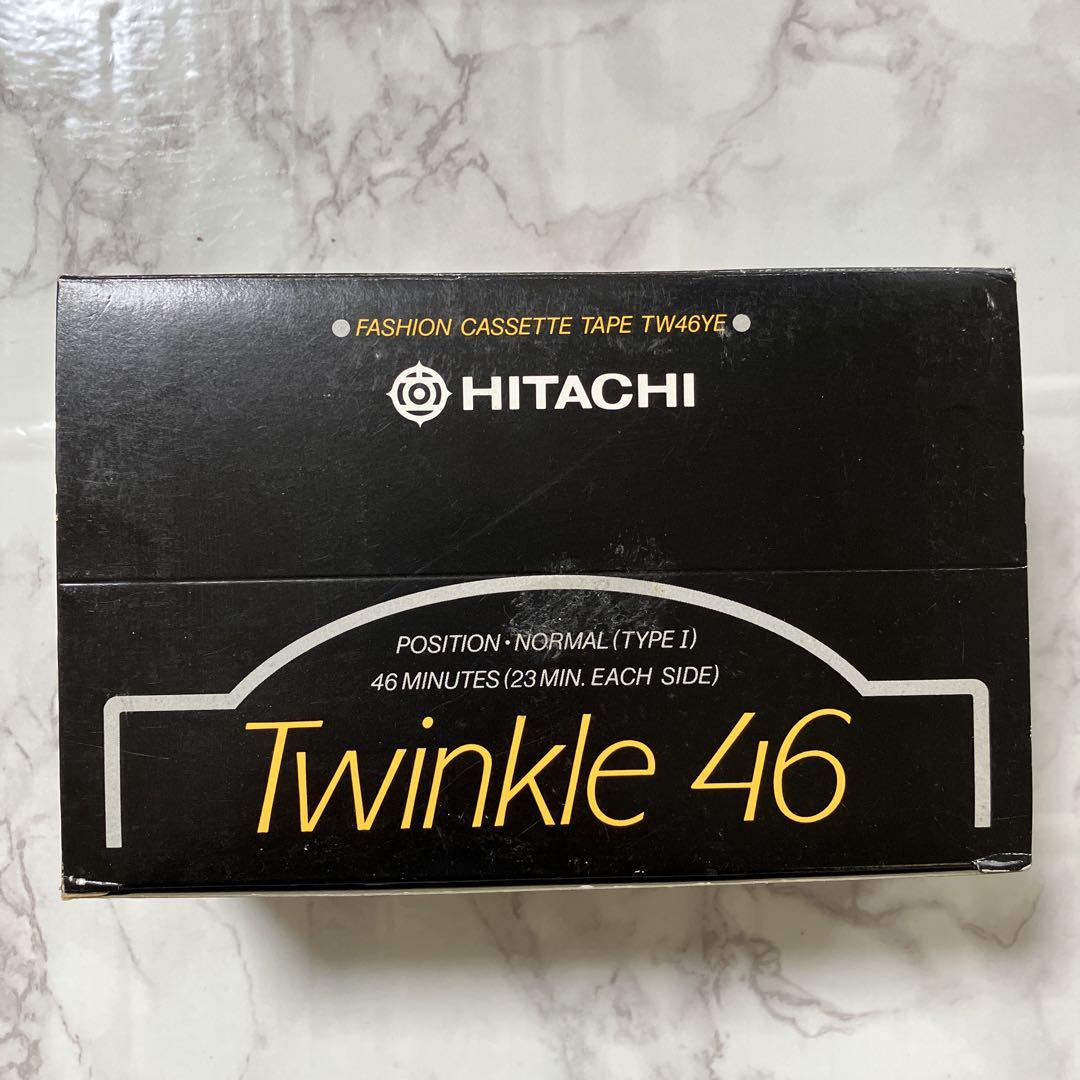 FASHION CASSETTE TAPE TW46YE
HITACHI
POSITION・NORMAL (TYPE I)
46 MINUTES (23 MIN. EACH SIDE)
Twinkle 46